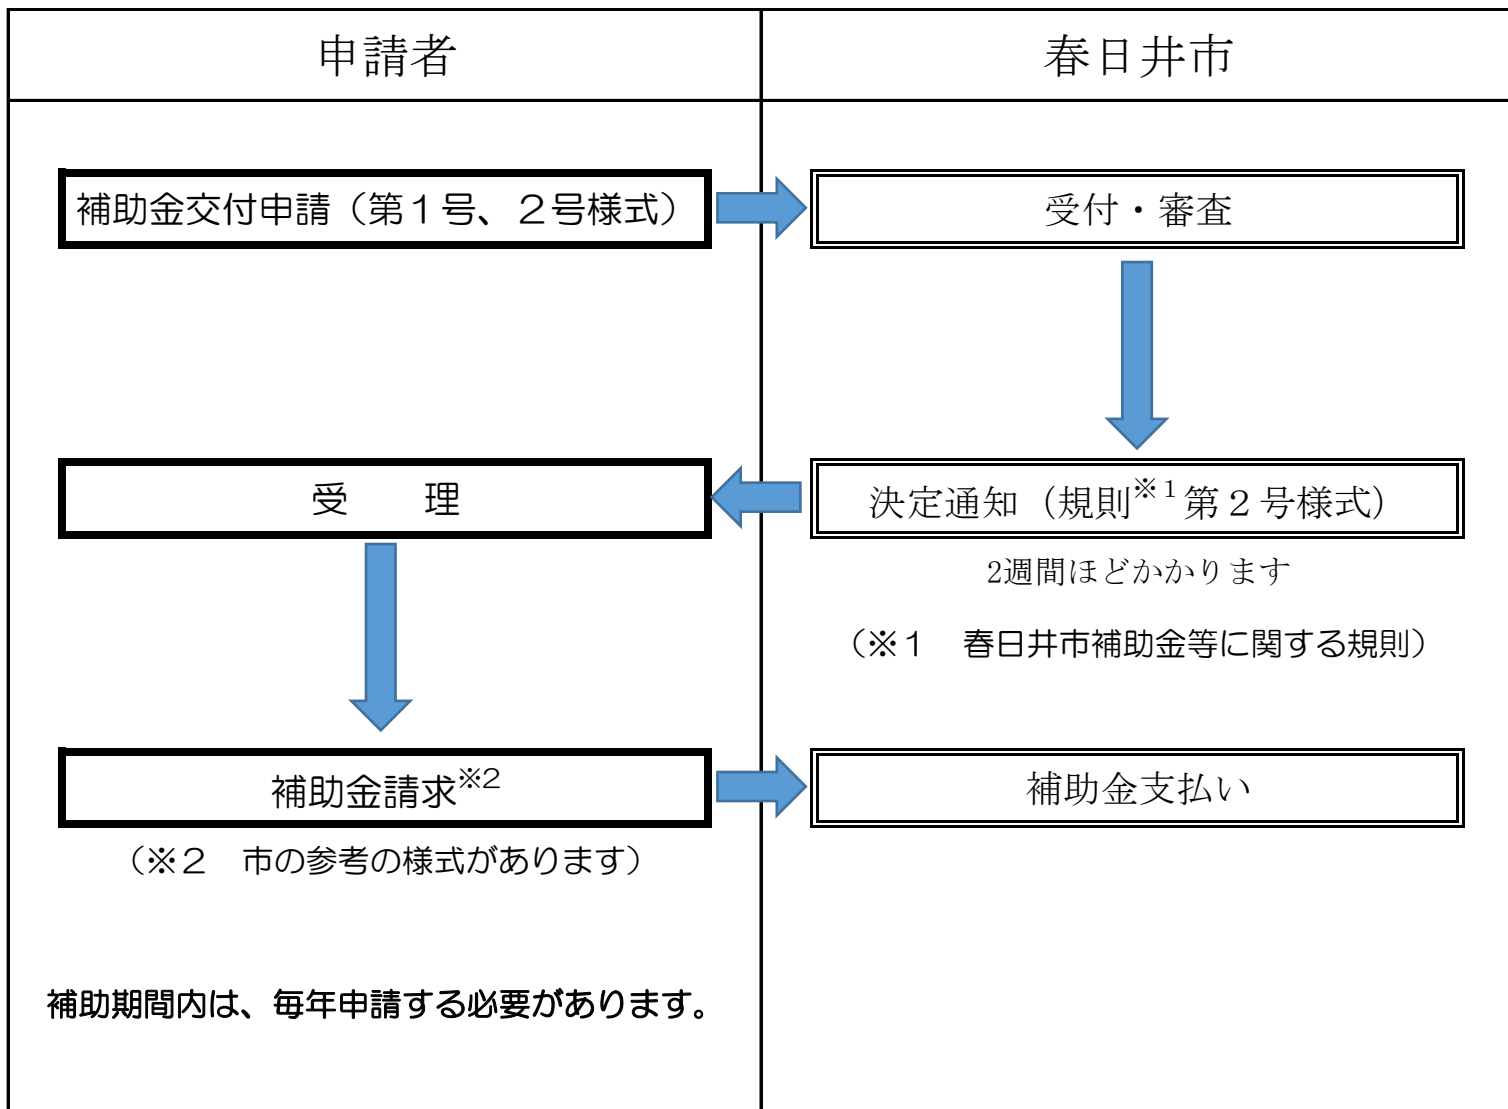 申請者
春日井市
補助金交付申請（第１号、２号様式）
受付・審査
受　　理
決定通知（規則※１第２号様式）
2週間ほどかかります
（※１　春日井市補助金等に関する規則）
補助金請求※2
補助金支払い
（※２　市の参考の様式があります）
補助期間内は、毎年申請する必要があります。